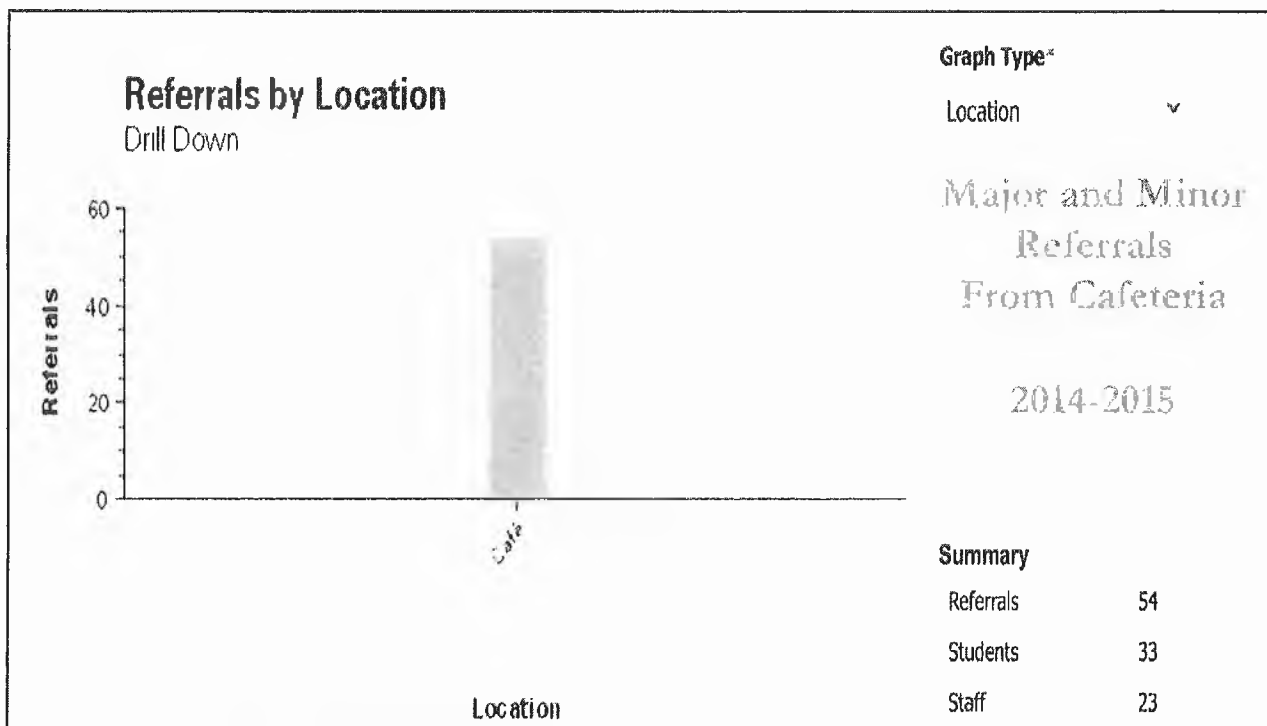 Referrals by Location
Drill Down
60
40
20
0
Referrals
Cafe
Location
Graph Type*
Location
Major and Minor
Referrals
From Cafeteria
2014-2015
Summary
Referrals 54
Students 33
Staff 23